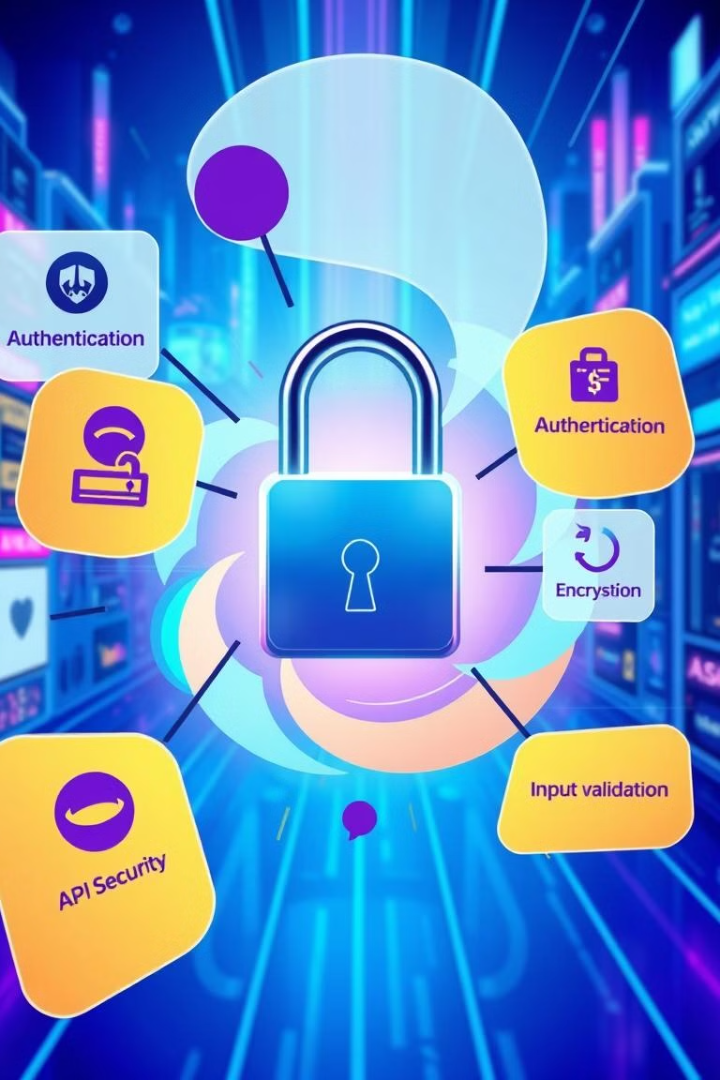 Authentication
Authertication
Encrystion
Input validation
API Security